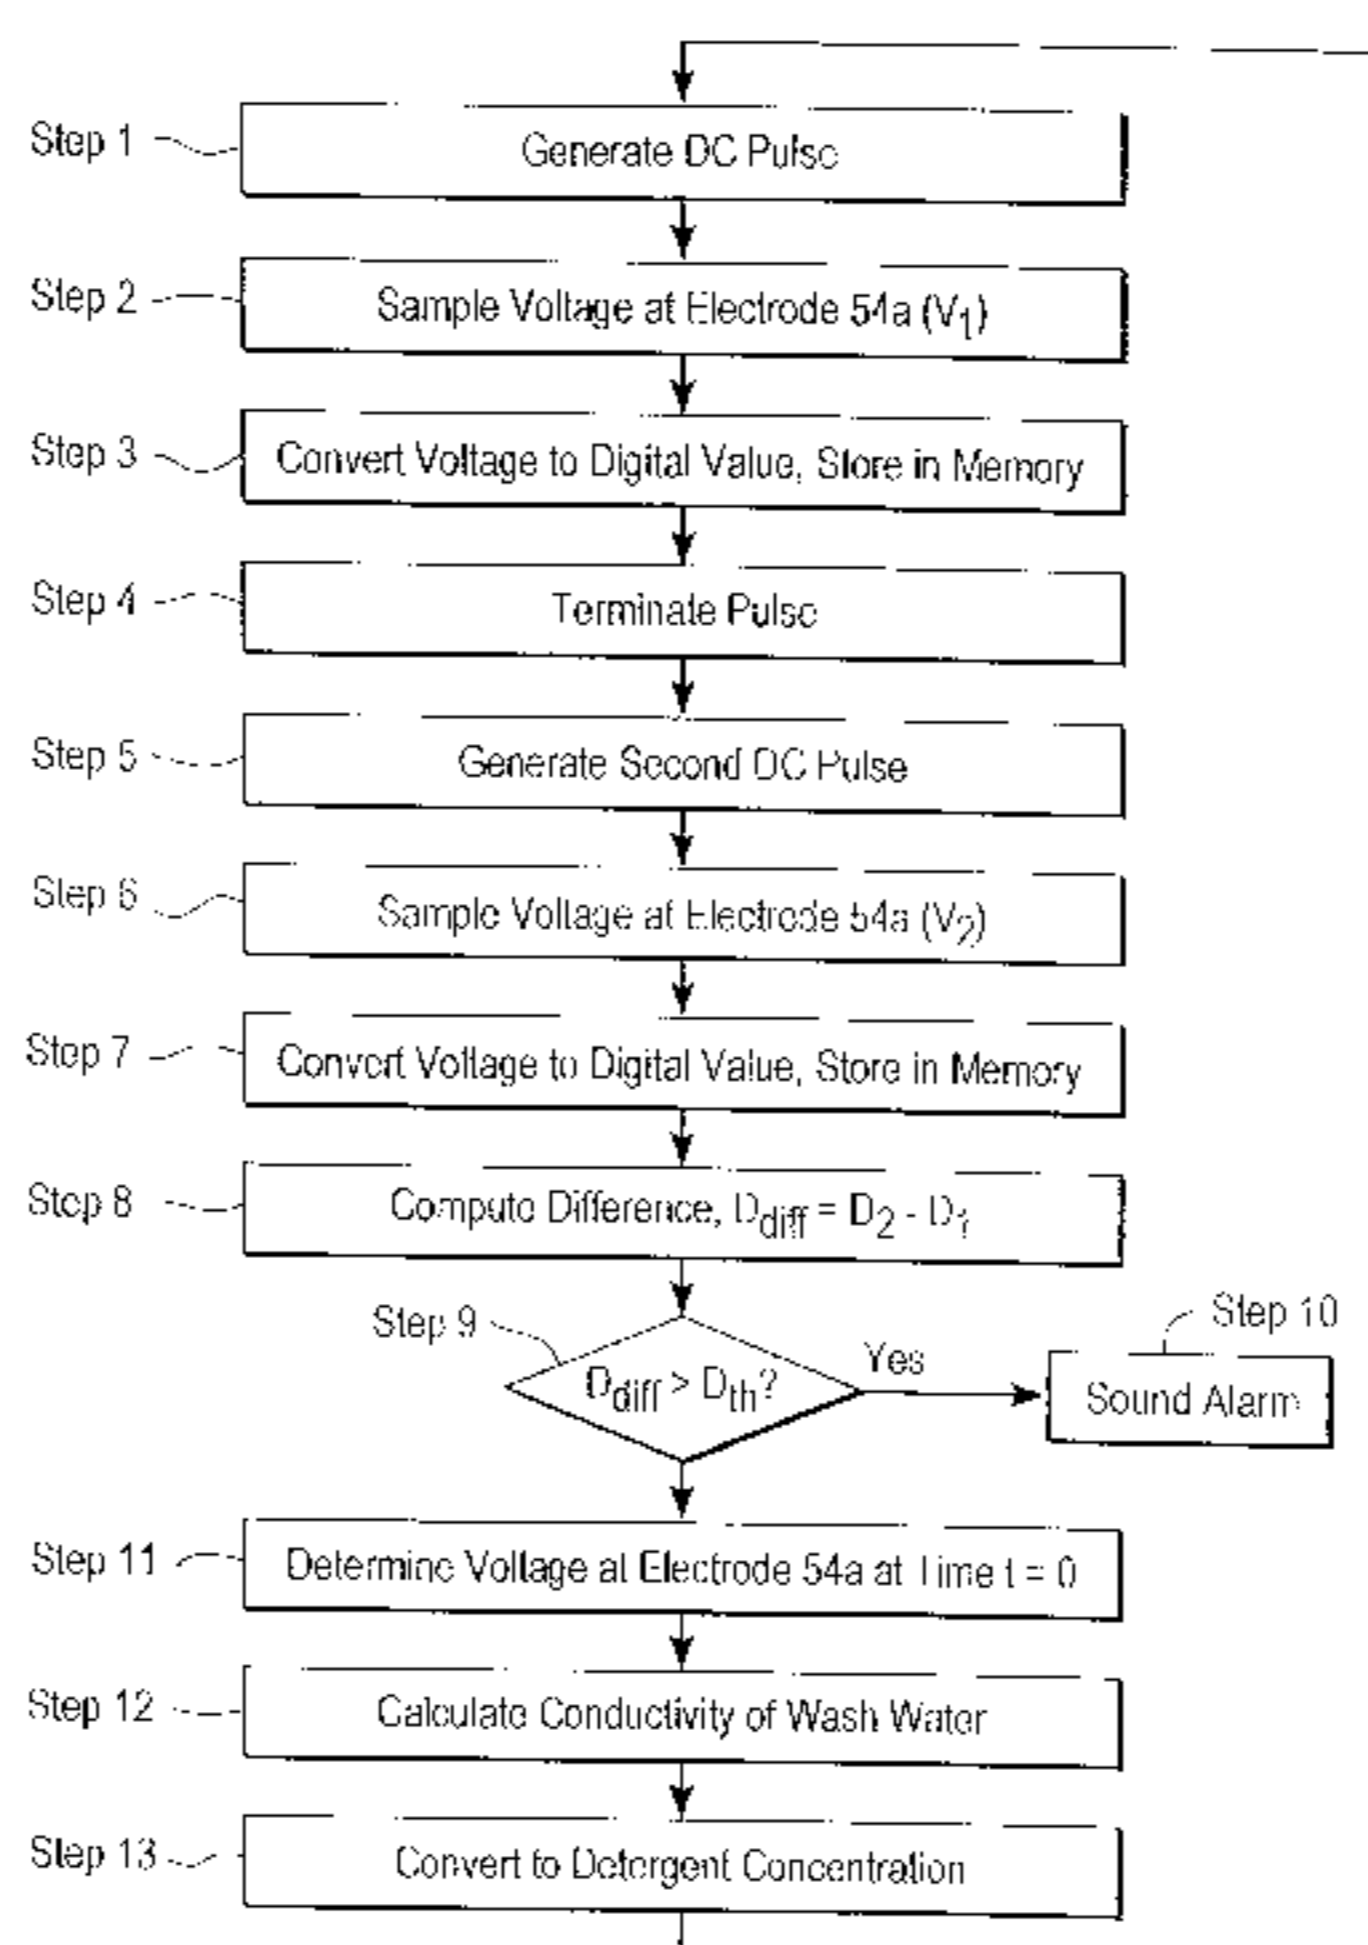 Step 1
Generate DC Pulse
Step 2
Sample Voltage at Electrode 54a (V1)
Step 3
Convert Voltage to Digital Value, Store in Memory
Step 4
Terminate Pulse
Step 5
Generate Second DC Pulse
Step 6
Sample Voltage at Electrode 54a (V2)
Step 7
Convert Voltage to Digital Value, Store in Memory
Step 8
Compute Difference, Ddiff = D2 - D1
Step 9
Ddiff > Dth?
Yes
Step 10
Sound Alarm
Step 11
Determine Voltage at Electrode 54a at Time t = 0
Step 12
Calculate Conductivity of Wash Water
Step 13
Convert to Detergent Concentration